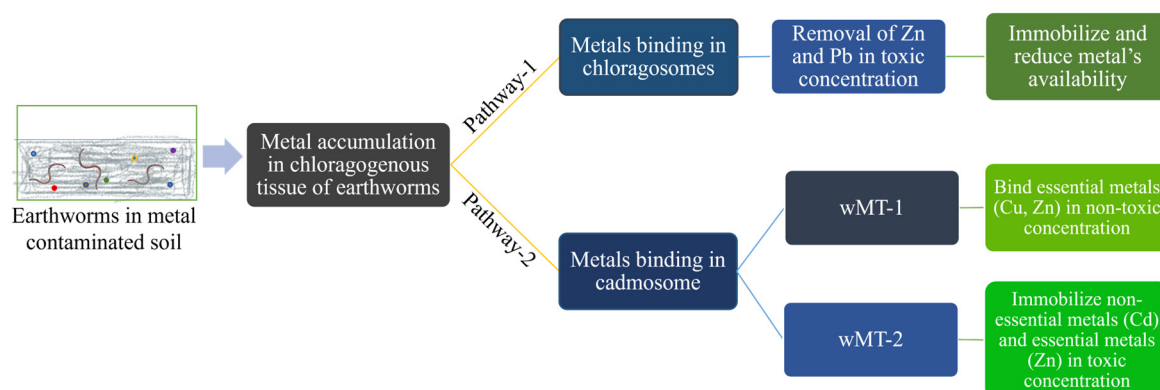 Earthworms in metal
contaminated soil
Metal accumulation
in chloragogenous
tissue of earthworms
Pathway-1
Metals binding in
chloragosomes
Removal of Zn
and Pb in toxic
concentration
Immobilize and
reduce metal's
availability
Pathway-2
Metals binding in
cadmosome
wMT-1
Bind essential metals
(Cu, Zn) in non-toxic
concentration
wMT-2
Immobilize non-
essential metals (Cd)
and essential metals
(Zn) in toxic
concentration